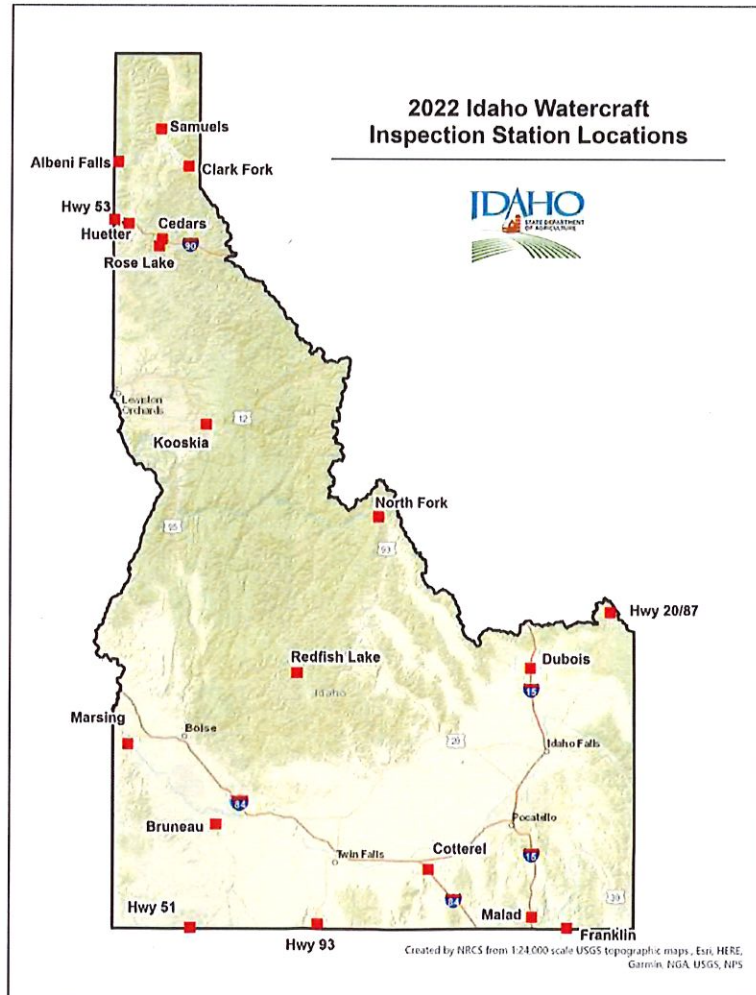 2022 Idaho Watercraft
Inspection Station Locations
IDAHO
STATE DEPARTMENT
OF AGRICULTURE
Samuels
Albeni Falls
Clark Fork
Hwy 53
Huetter
Cedars
90
Rose Lake
Lewiston
Orchards
12
Kooskia
North Fork
95
93
Hwy 20/87
Redfish Lake
Dubois
Idaho
15
Marsing
Boise
20
Idaho Falls
84
Bruneau
Pocatello
Twin Falls
Cotterel
15
84
30
Hwy 51
Malad
Hwy 93
Franklin
Created by NRCS from 1:24,000 scale USGS topographic maps , Esri, HERE,
Garmin, NGA, USGS, NPS